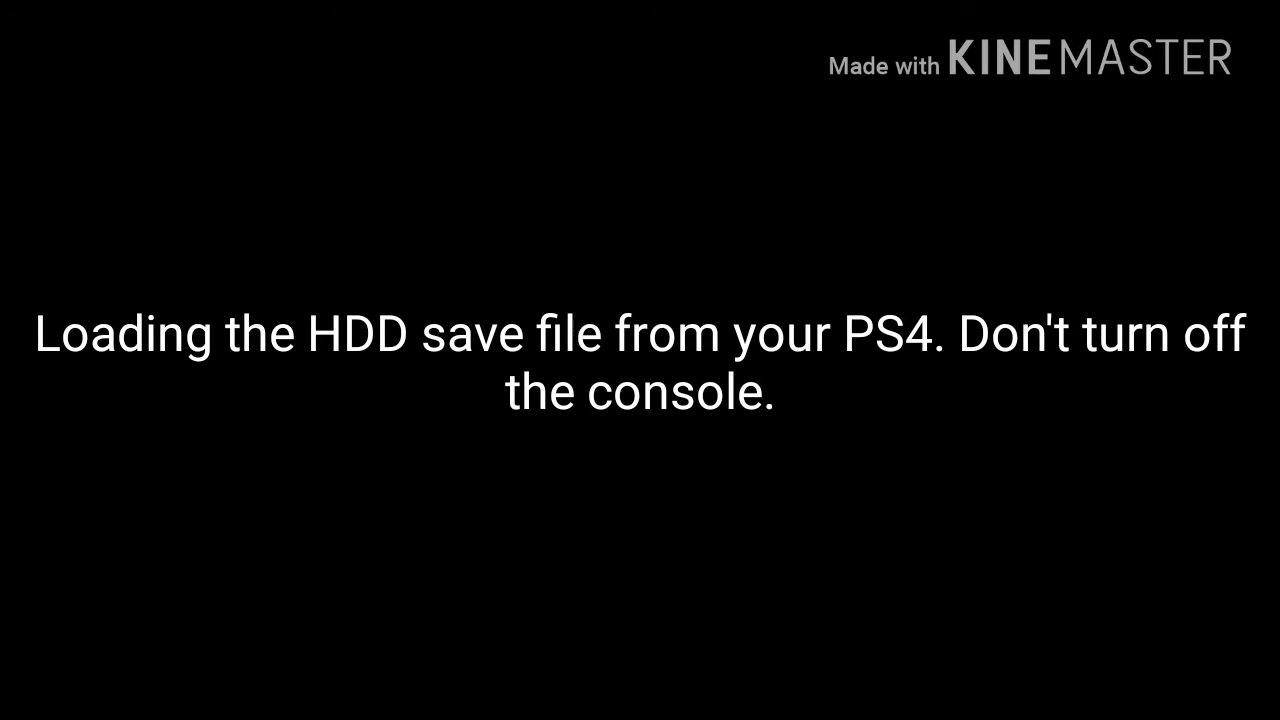 Made with KINEMASTER
Loading the HDD save file from your PS4. Don't turn off
the console.